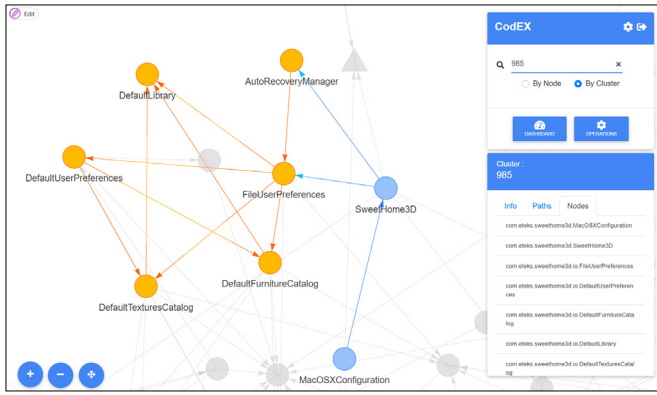 Edit
CodEX
985
By Node
By Cluster
DASHBOARD
OPERATIONS
Cluster :
985
Info
Paths
Nodes
com.eteks.sweethome3d.MacOSXConfiguration
com.eteks.sweethome3d.SweetHome3D
com.eteks.sweethome3d.io.FileUserPreferences
com.eteks.sweethome3d.io.DefaultUserPreferen
ces
com.eteks.sweethome3d.io.DefaultFurnitureCata
log
com.eteks.sweethome3d.io.DefaultLibrary
com.eteks.sweethome3d.io.DefaultTexturesCatal
og
AutoRecoveryManager
DefaultLibrary
DefaultUserPreferences
FileUserPreferences
SweetHome3D
DefaultFurnitureCatalog
DefaultTexturesCatalog
MacOSXConfiguration